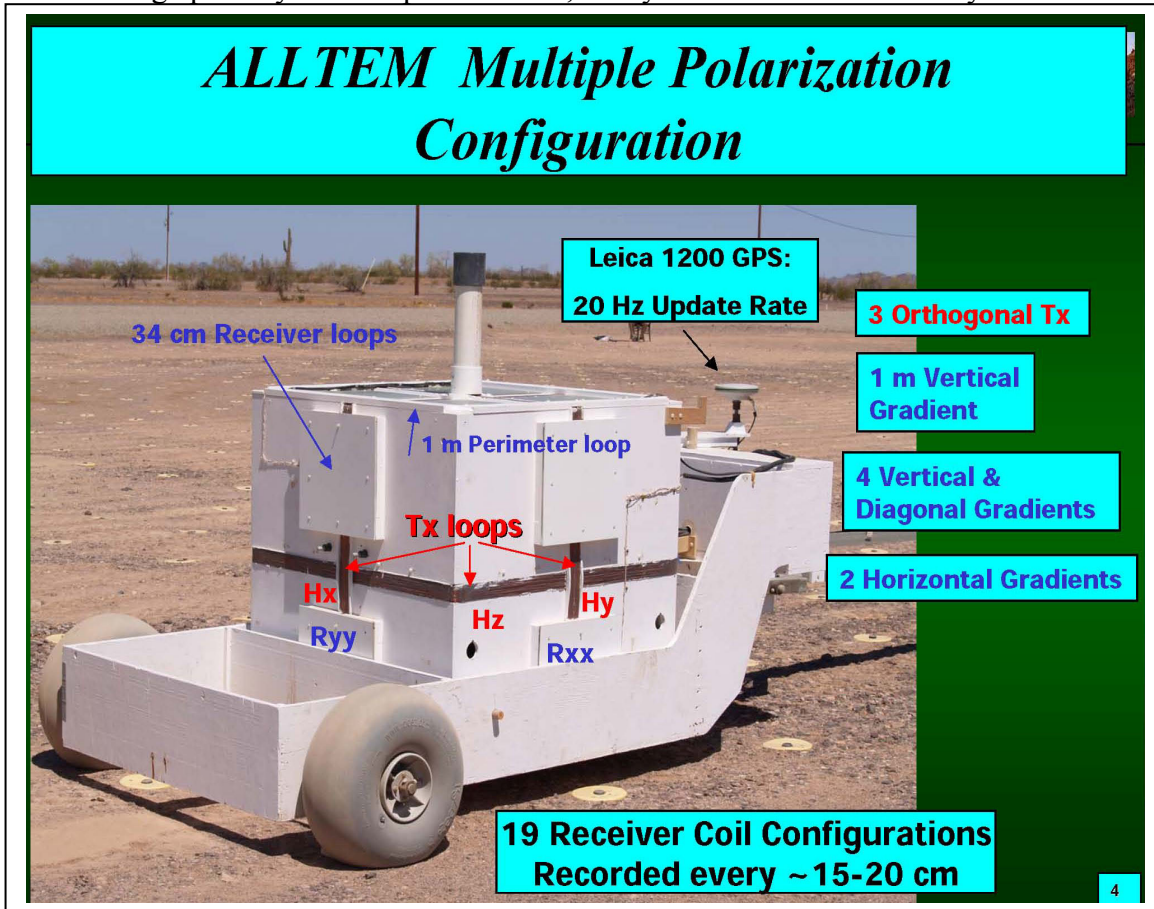 ALLTEM Multiple Polarization
Configuration
Leica 1200 GPS:
20 Hz Update Rate
3 Orthogonal Tx
34 cm Receiver loops
1 m Vertical
Gradient
1 m Perimeter loop
4 Vertical &
Diagonal Gradients
Tx loops
2 Horizontal Gradients
Hx
Hz
Hy
Ryy
Rxx
19 Receiver Coil Configurations
Recorded every ~15-20 cm
4